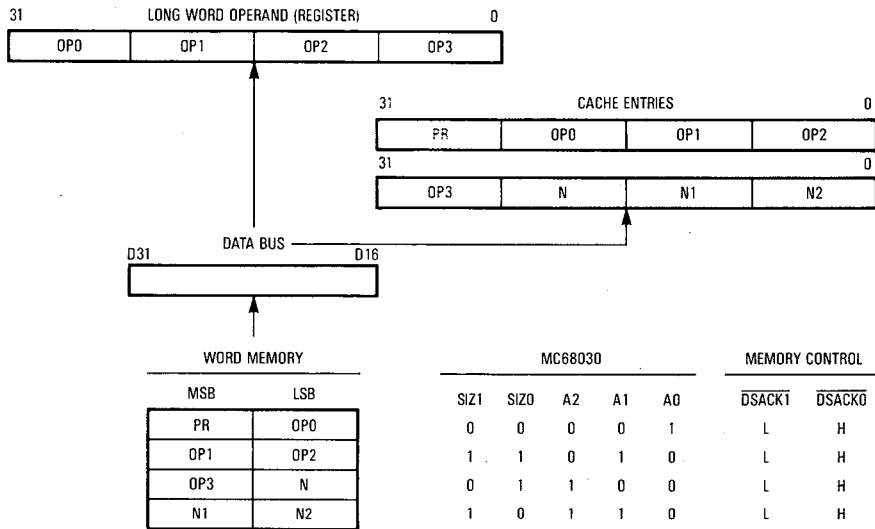 31 LONG WORD OPERAND (REGISTER) 0
OP0 OP1 OP2 OP3
31 CACHE ENTRIES 0
PR OP0 OP1 OP2
31 0
OP3 N N1 N2
DATA BUS
D31 D16
WORD MEMORY MC68030 MEMORY CONTROL
MSB LSB SIZ1 SIZ0 A2 A1 A0 DSACK1 DSACK0
PR OP0 0 0 0 0 1 L H
OP1 OP2 1 1 0 1 0 L H
OP3 N 0 1 1 0 0 L H
N1 N2 1 0 1 1 0 L H